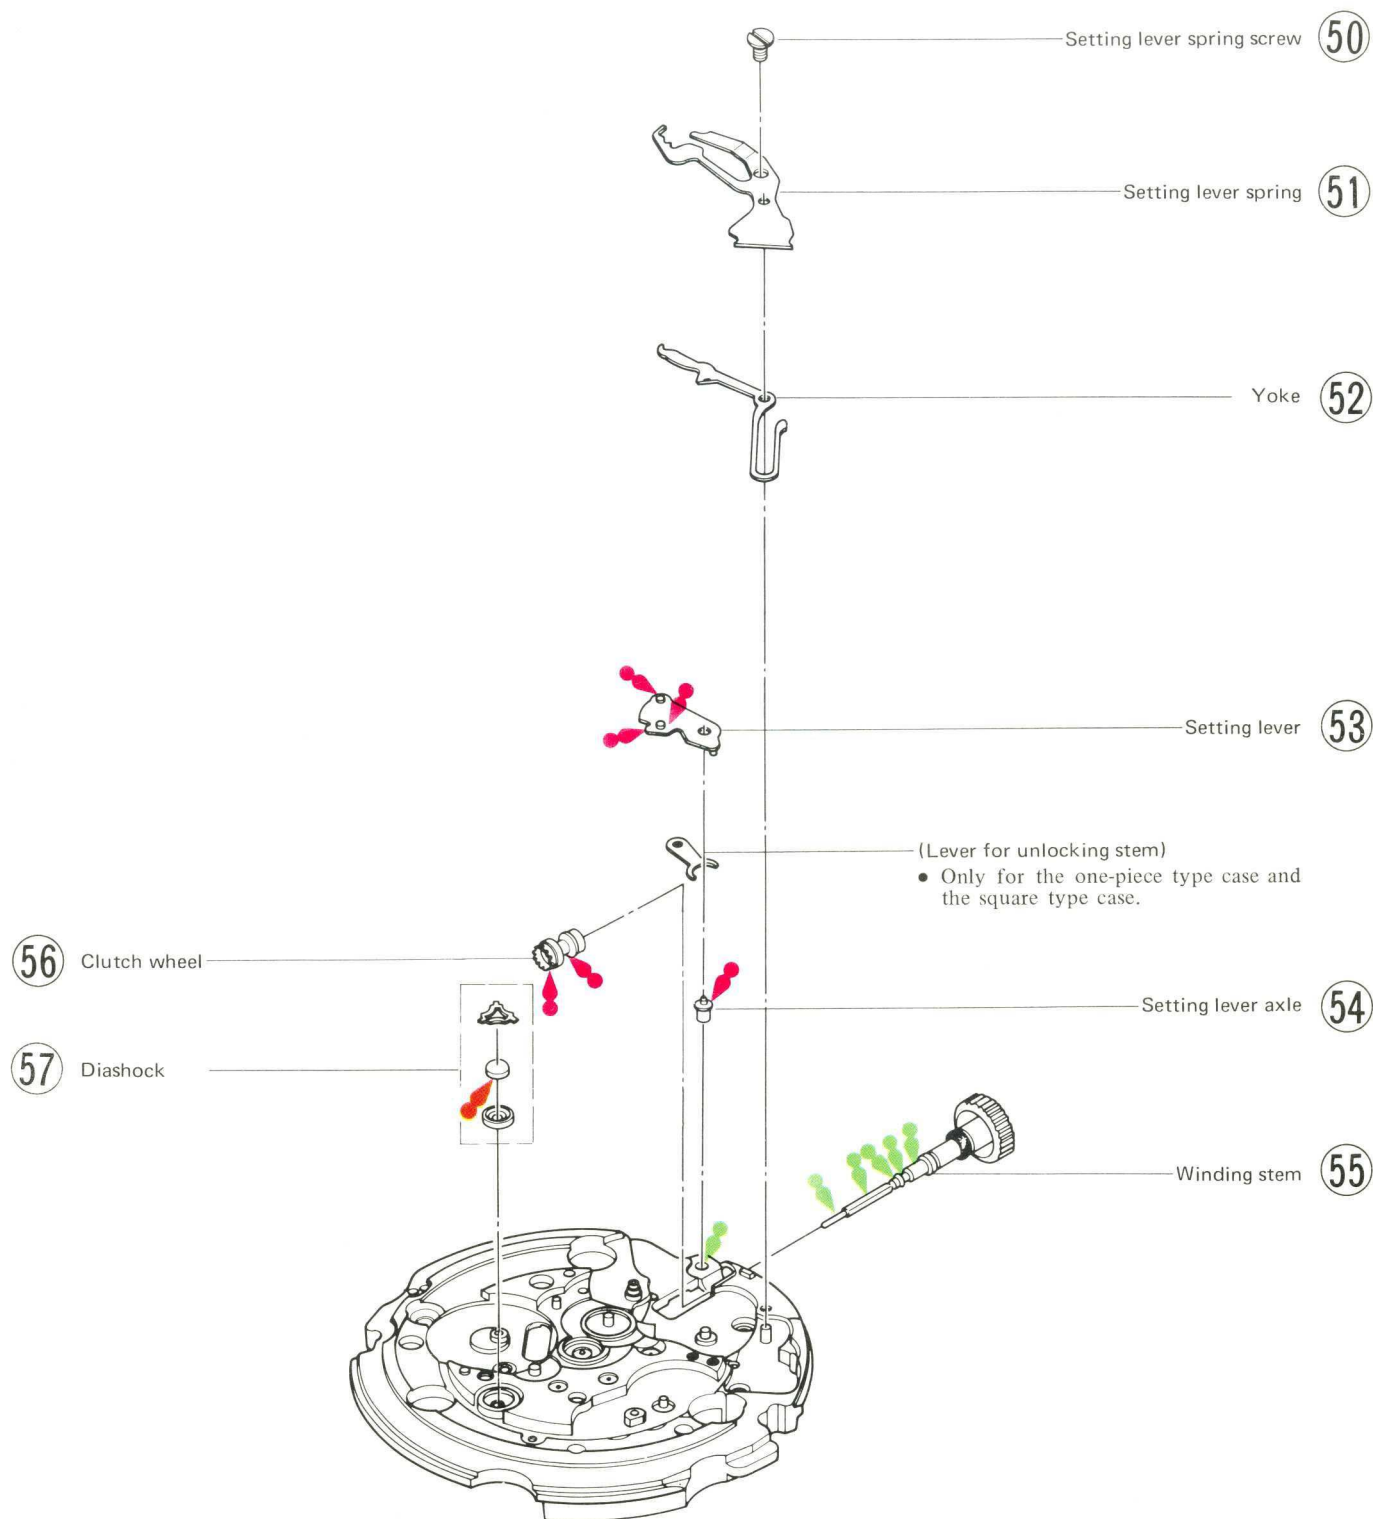 Setting lever spring screw 50
Setting lever spring 51
Yoke 52
Setting lever 53
(Lever for unlocking stem)
● Only for the one-piece type case and
the square type case.
56 Clutch wheel
Setting lever axle 54
57 Diashock
Winding stem 55